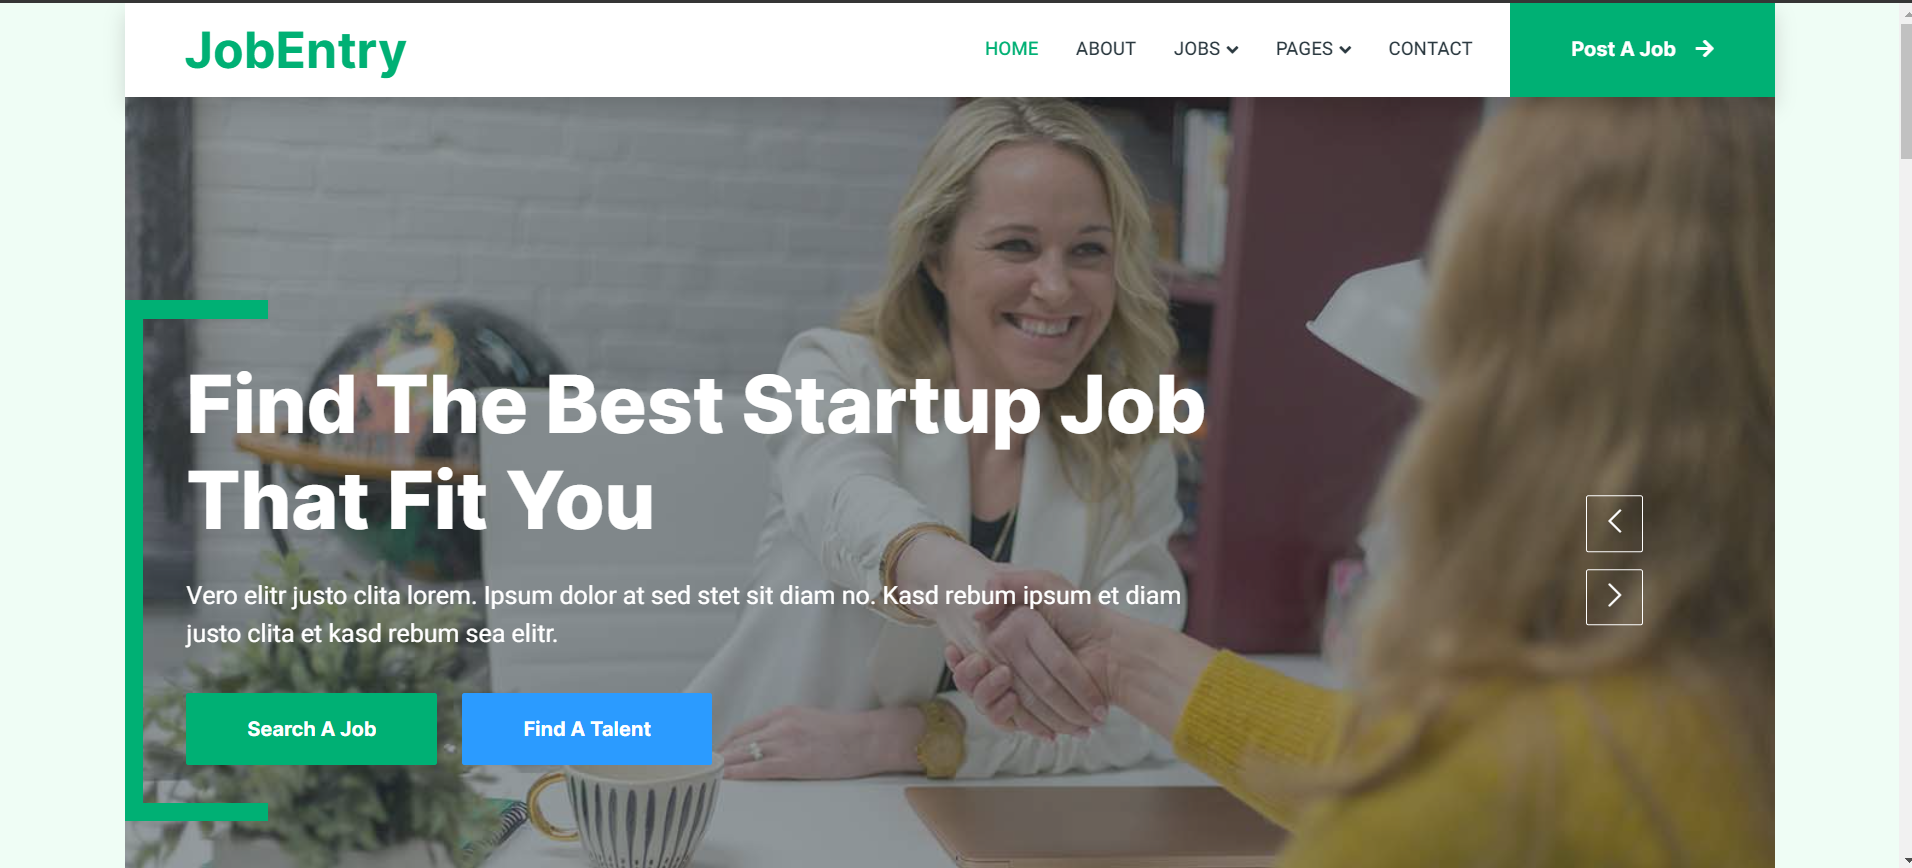 JobEntry
HOME
ABOUT
JOBS
PAGES
CONTACT
Post A Job
Find The Best Startup Job
That Fit You
Vero elitr justo clita lorem. Ipsum dolor at sed stet sit diam no. Kasd rebum ipsum et diam
justo clita et kasd rebum sea elitr.
Search A Job
Find A Talent